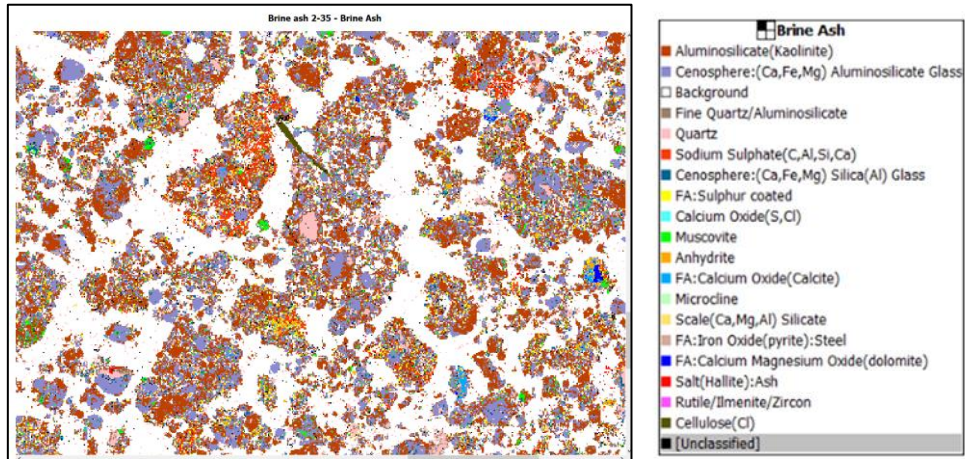 Brine ash 2-35 - Brine Ash
Brine Ash
Aluminosilicate(Kaolinite)
Cenosphere:(Ca,Fe,Mg) Aluminosilicate Glass
Background
Fine Quartz/Aluminosilicate
Quartz
Sodium Sulphate(C,Al,Si,Ca)
Cenosphere:(Ca,Fe,Mg) Silica(Al) Glass
FA:Sulphur coated
Calcium Oxide(S,Cl)
Muscovite
Anhydrite
FA:Calcium Oxide(Calcite)
Microcline
Scale(Ca,Mg,Al) Silicate
FA:Iron Oxide(pyrite):Steel
FA:Calcium Magnesium Oxide(dolomite)
Salt(Hallite):Ash
Rutile/Ilmenite/Zircon
Cellulose(Cl)
[Unclassified]